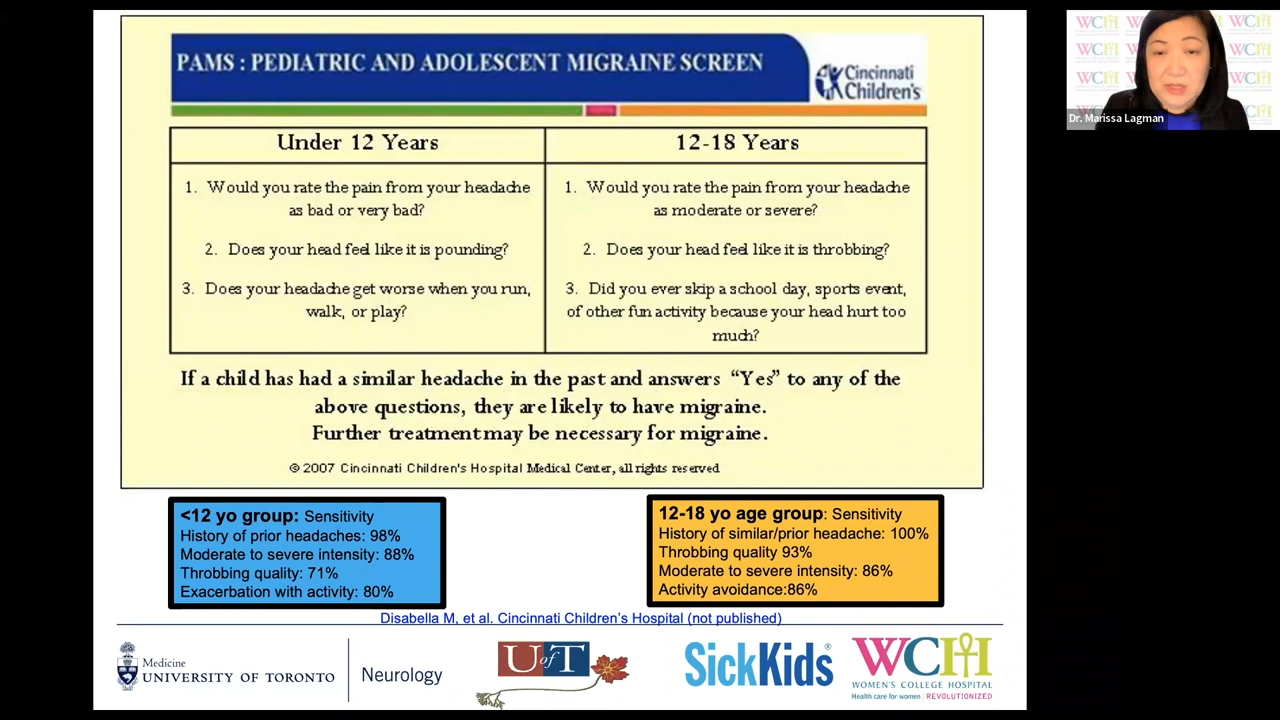 PAMS : PEDIATRIC AND ADOLESCENT MIGRAINE SCREEN
Cincinnati
Children's
Under 12 Years
1. Would you rate the pain from your headache
as bad or very bad?
2. Does your head feel like it is pounding?
3. Does your headache get worse when you run,
walk, or play?
12-18 Years
1. Would you rate the pain from your headache
as moderate or severe?
2. Does your head feel like it is throbbing?
3. Did you ever skip a school day, sports event,
of other fun activity because your head hurt too
much?
If a child has had a similar headache in the past and answers “Yes” to any of the
above questions, they are likely to have migraine.
Further treatment may be necessary for migraine.
© 2007 Cincinnati Children's Hospital Medical Center, all rights reserved
<12 yo group: Sensitivity
History of prior headaches: 98%
Moderate to severe intensity: 88%
Throbbing quality: 71%
Exacerbation with activity: 80%
12-18 yo age group: Sensitivity
History of similar/prior headache: 100%
Throbbing quality 93%
Moderate to severe intensity: 86%
Activity avoidance:86%
Disabella M, et al. Cincinnati Children’s Hospital (not published)
Medicine
UNIVERSITY OF TORONTO
Neurology
U of T
SickKids®
WCH
WOMEN'S COLLEGE HOSPITAL
Health care for women | REVOLUTIONIZED
WCH
Dr. Marissa Lagman